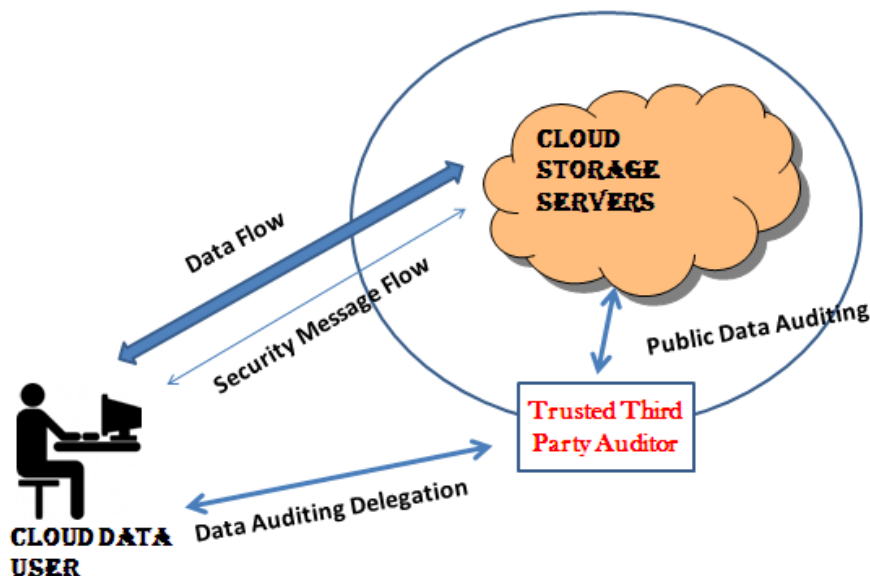 CLOUD
STORAGE
SERVERS
Data Flow
Security Message Flow
Public Data Auditing
Trusted Third
Party Auditor
Data Auditing Delegation
CLOUD DATA
USER